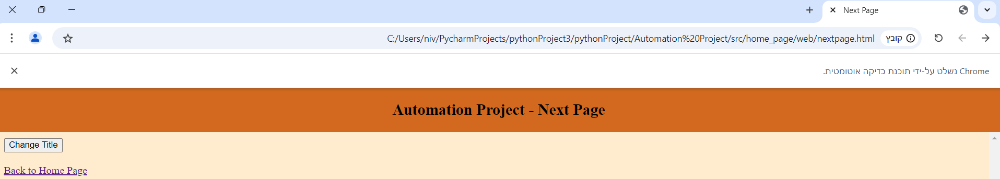 Next Page
קובץ C:/Users/niv/PycharmProjects/pythonProject3/pythonProject/Automation%20Project/src/home_page/web/nextpage.html
Chrome נשלט על-ידי תוכנת בדיקה אוטומטית.
Automation Project - Next Page
Change Title
Back to Home Page